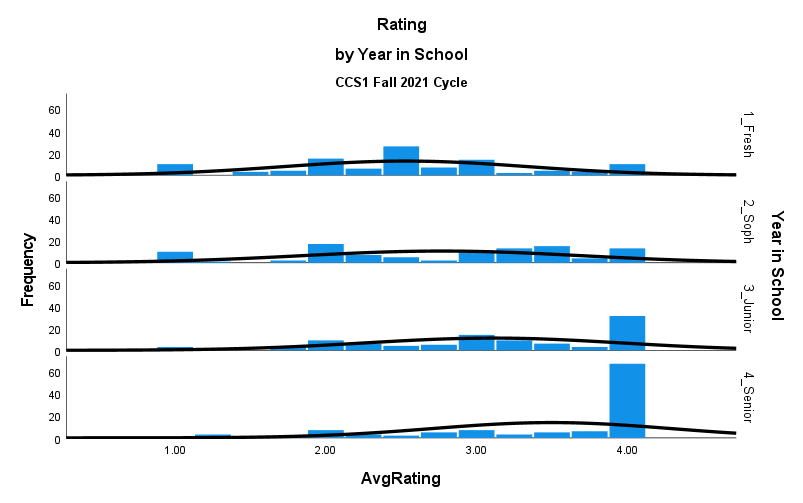 Rating
by Year in School
CCS1 Fall 2021 Cycle
Frequency
60
40
20
0
1_Fresh
60
40
20
0
2_Soph
60
40
20
0
3_Junior
60
40
20
0
4_Senior
Year in School
1.00 2.00 3.00 4.00
AvgRating